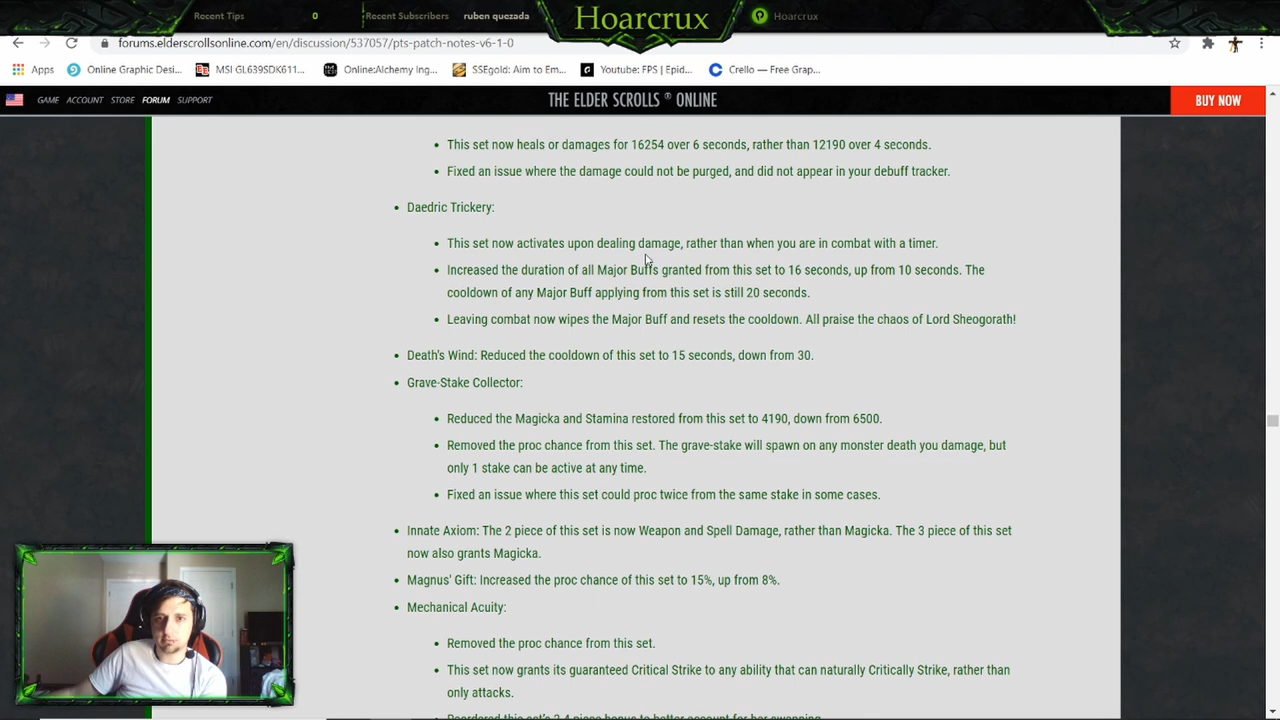 Recent Tips 0 Recent Subscribers ruben quezada Hoarcrux Hoarcrux
forums.elderscrollsonline.com/en/discussion/537057/pts-patch-notes-v6-1-0
Apps Online Graphic Desi... MSI GL639SDK611... Online:Alchemy Ing... SSEgold: Aim to Em... Youtube: FPS | Epid... Crello — Free Grap...
GAME ACCOUNT STORE FORUM SUPPORT THE ELDER SCROLLS ® ONLINE BUY NOW
• This set now heals or damages for 16254 over 6 seconds, rather than 12190 over 4 seconds.
• Fixed an issue where the damage could not be purged, and did not appear in your debuff tracker.
• Daedric Trickery:
• This set now activates upon dealing damage, rather than when you are in combat with a timer.
• Increased the duration of all Major Buffs granted from this set to 16 seconds, up from 10 seconds. The
cooldown of any Major Buff applying from this set is still 20 seconds.
• Leaving combat now wipes the Major Buff and resets the cooldown. All praise the chaos of Lord Sheogorath!
• Death's Wind: Reduced the cooldown of this set to 15 seconds, down from 30.
• Grave-Stake Collector:
• Reduced the Magicka and Stamina restored from this set to 4190, down from 6500.
• Removed the proc chance from this set. The grave-stake will spawn on any monster death you damage, but
only 1 stake can be active at any time.
• Fixed an issue where this set could proc twice from the same stake in some cases.
• Innate Axiom: The 2 piece of this set is now Weapon and Spell Damage, rather than Magicka. The 3 piece of this set
now also grants Magicka.
• Magnus' Gift: Increased the proc chance of this set to 15%, up from 8%.
• Mechanical Acuity:
• Removed the proc chance from this set.
• This set now grants its guaranteed Critical Strike to any ability that can naturally Critically Strike, rather than
only attacks.
• Reordered this set's 2-4 piece bonus to better account for bar swapping.